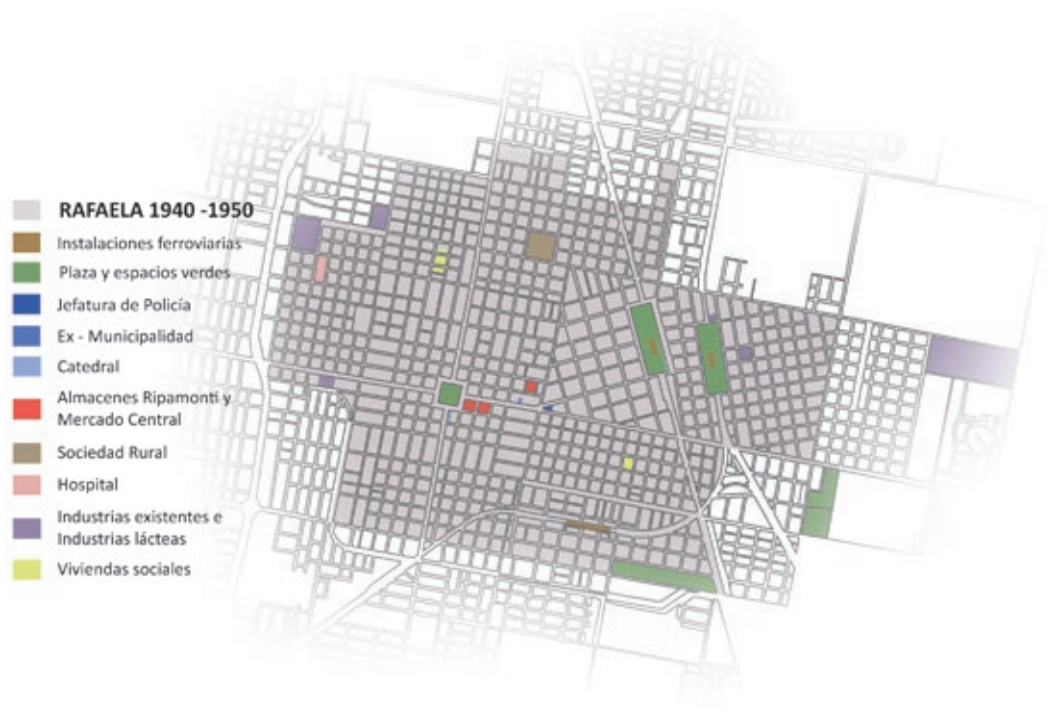 RAFAELA 1940 -1950
Instalaciones ferroviarias
Plaza y espacios verdes
Jefatura de Policía
Ex - Municipalidad
Catedral
Almacenes Ripamonti y
Mercado Central
Sociedad Rural
Hospital
Industrias existentes e
Industrias lácteas
Viviendas sociales